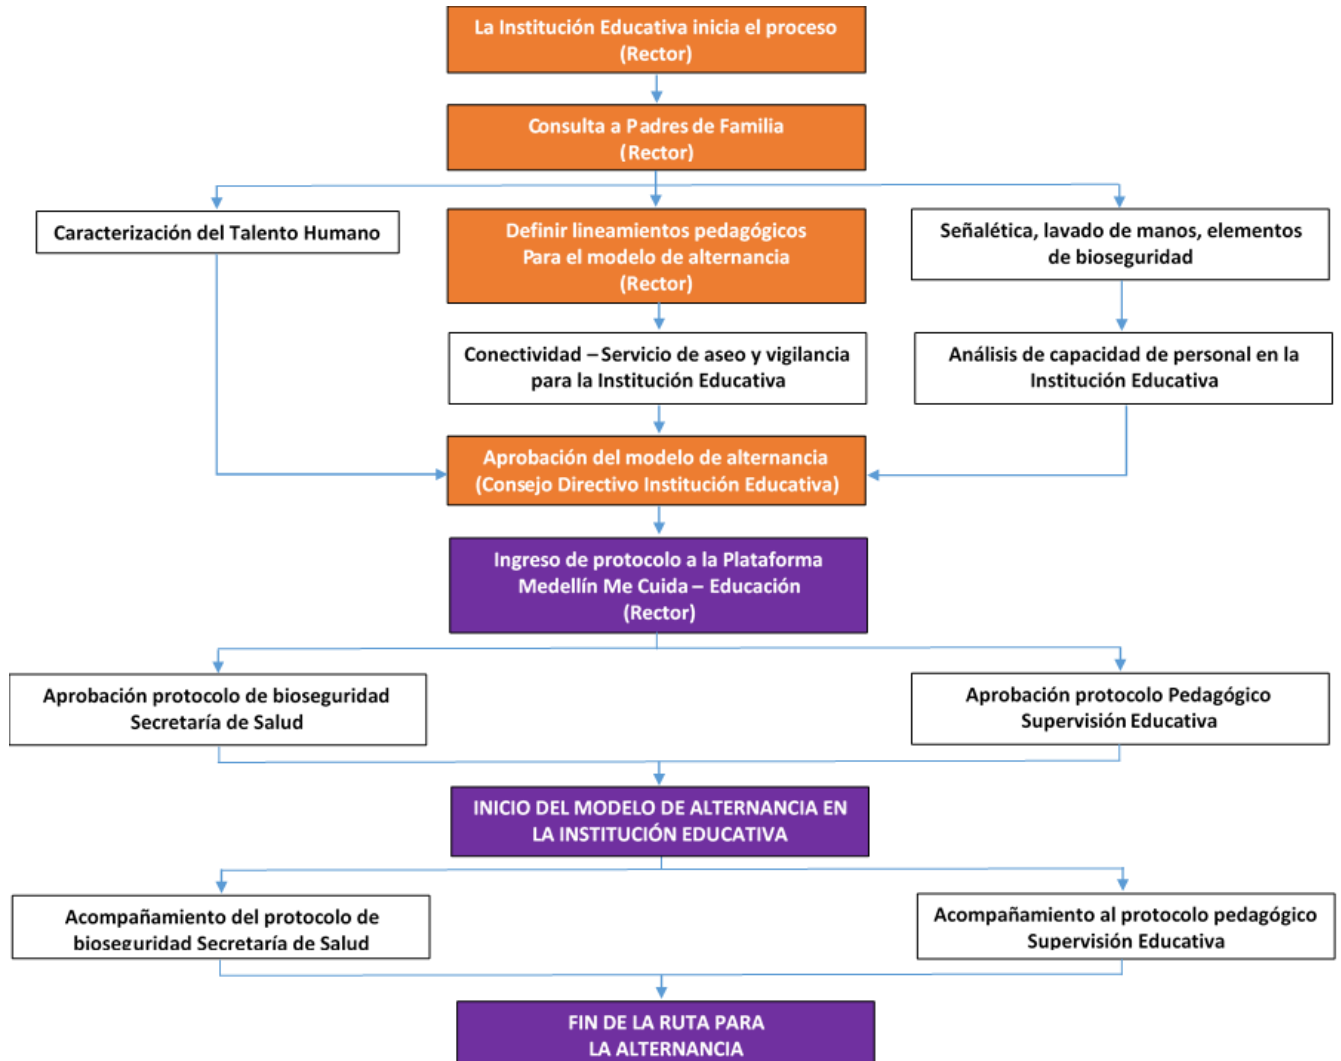 La Institución Educativa inicia el proceso
(Rector)
Consulta a Padres de Familia
(Rector)
Caracterización del Talento Humano
Definir lineamientos pedagógicos
Para el modelo de alternancia
(Rector)
Señalética, lavado de manos, elementos
de bioseguridad
Conectividad – Servicio de aseo y vigilancia
para la Institución Educativa
Análisis de capacidad de personal en la
Institución Educativa
Aprobación del modelo de alternancia
(Consejo Directivo Institución Educativa)
Ingreso de protocolo a la Plataforma
Medellín Me Cuida – Educación
(Rector)
Aprobación protocolo de bioseguridad
Secretaría de Salud
Aprobación protocolo Pedagógico
Supervisión Educativa
INICIO DEL MODELO DE ALTERNANCIA EN
LA INSTITUCIÓN EDUCATIVA
Acompañamiento del protocolo de
bioseguridad Secretaría de Salud
Acompañamiento al protocolo pedagógico
Supervisión Educativa
FIN DE LA RUTA PARA
LA ALTERNANCIA